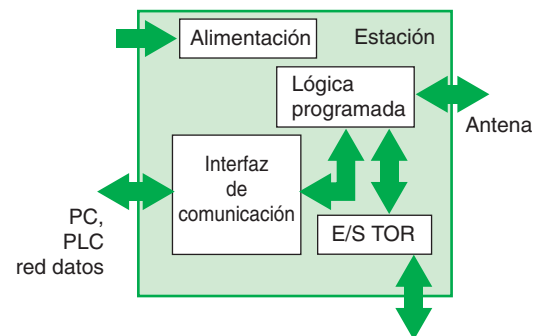 Alimentación
Estación
Lógica
programada
Antena
Interfaz
de
comunicación
PC,
PLC
red datos
E/S TOR